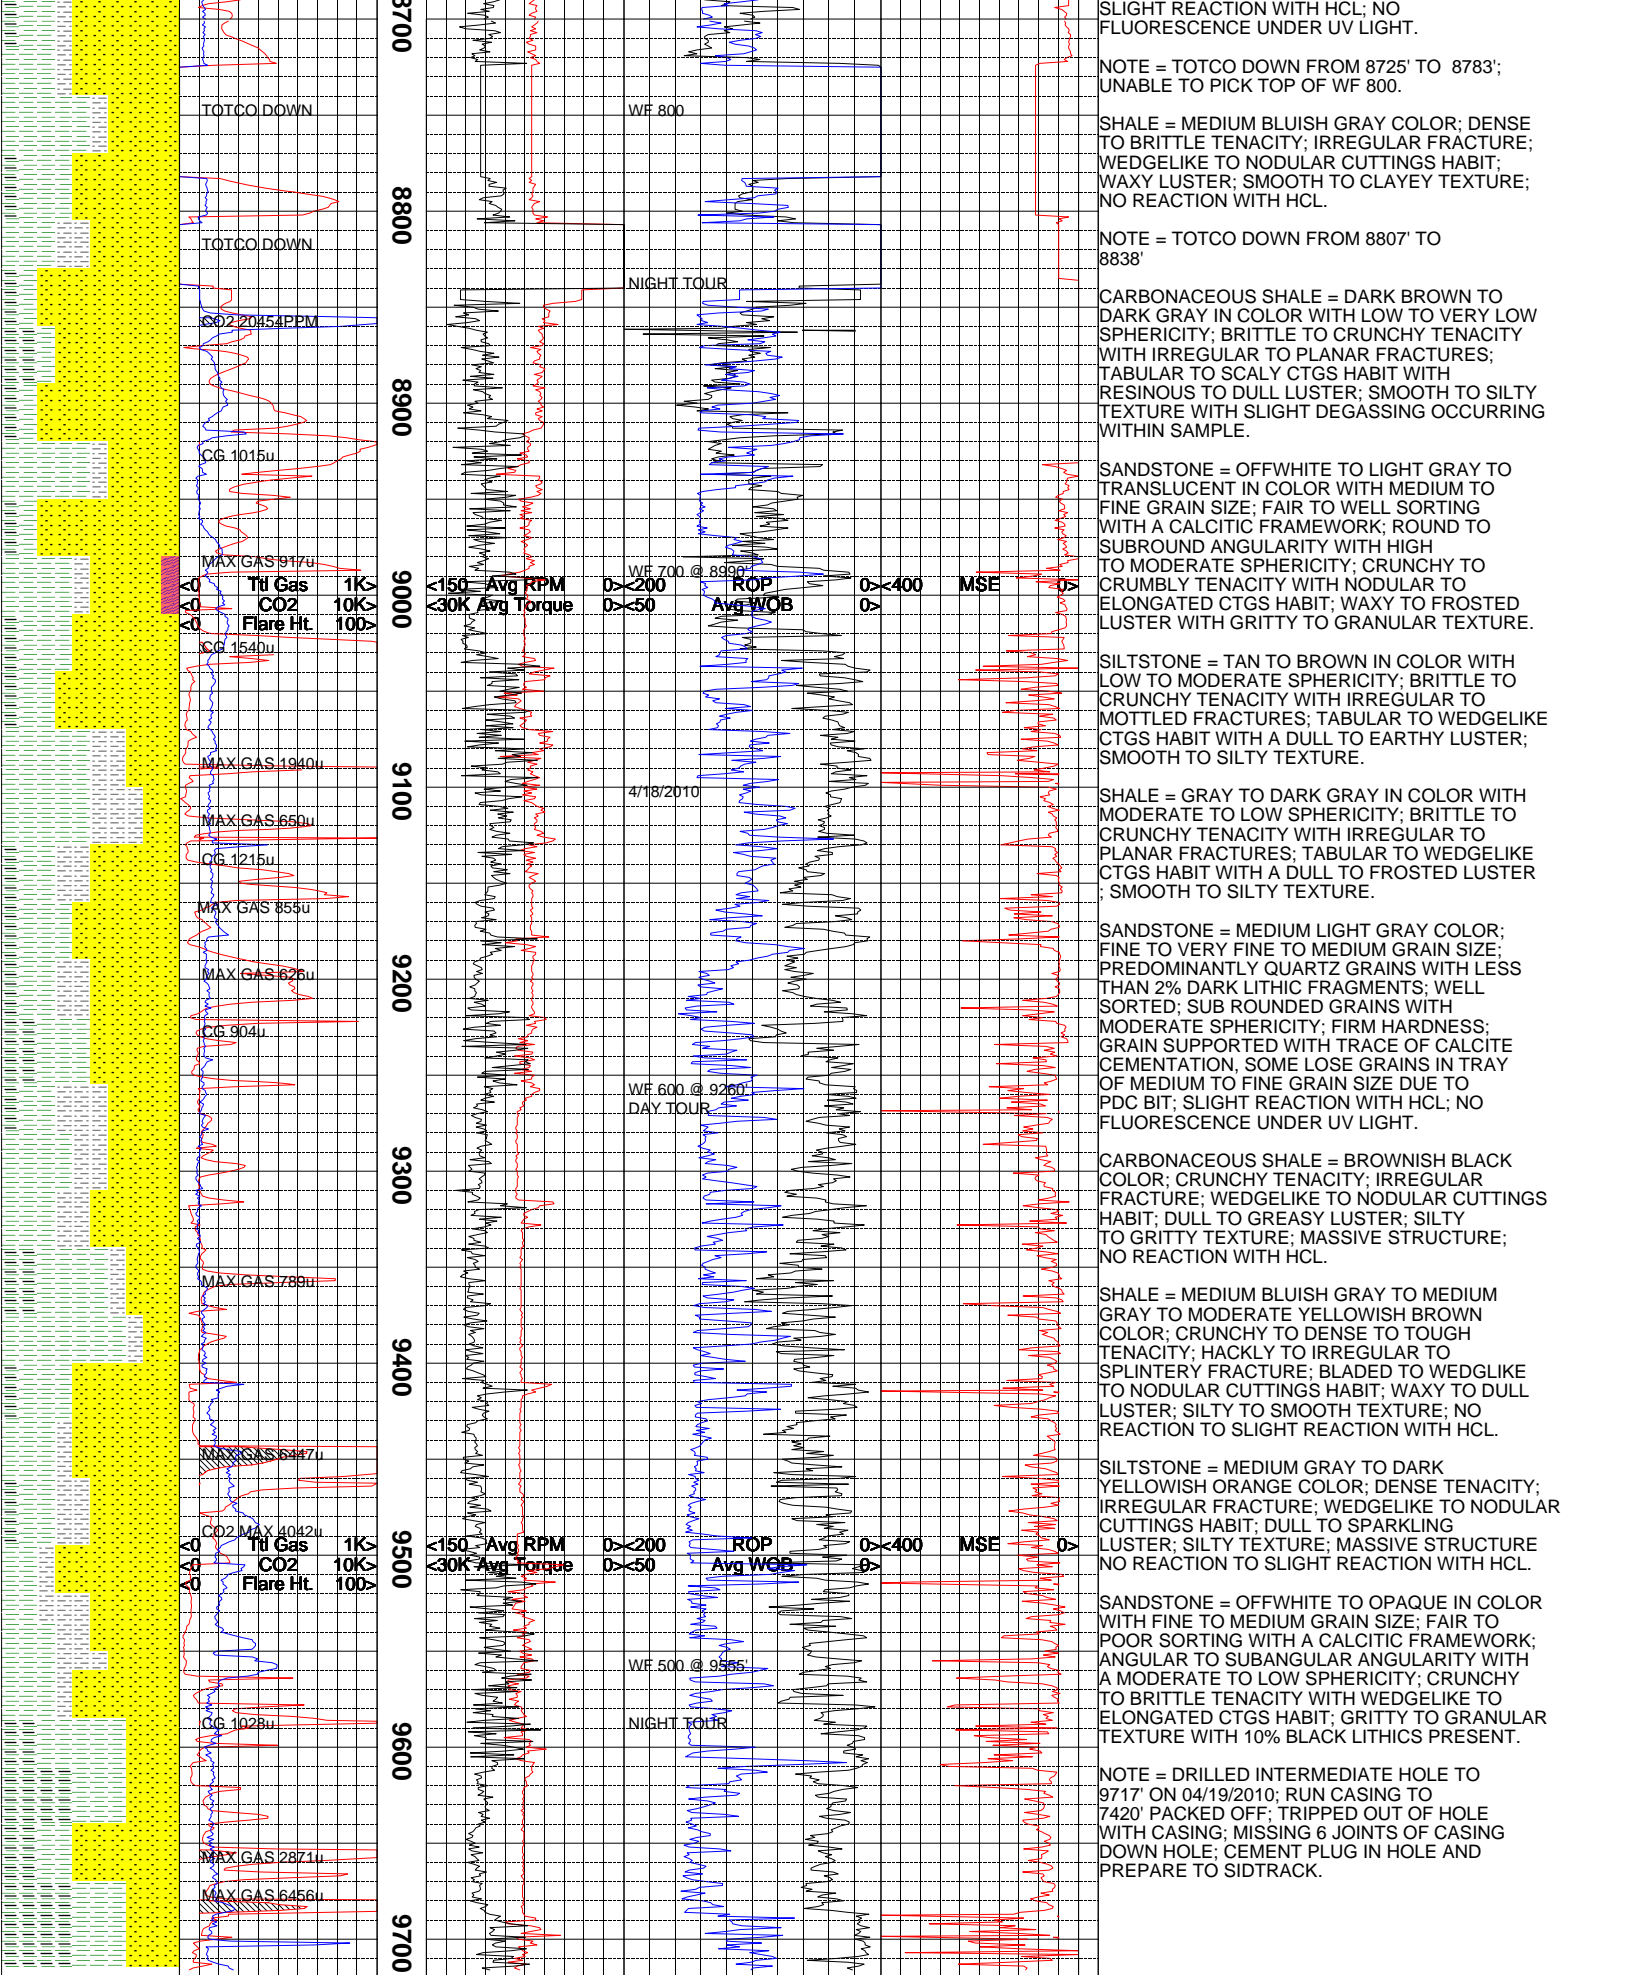 SLIGHT REACTION WITH HCL; NO
FLUORESCENCE UNDER UV LIGHT.
NOTE = TOTCO DOWN FROM 8725' TO 8783';
UNABLE TO PICK TOP OF WF 800.
SHALE = MEDIUM BLUISH GRAY COLOR; DENSE
TO BRITTLE TENACITY; IRREGULAR FRACTURE;
WEDGELIKE TO NODULAR CUTTINGS HABIT;
WAXY LUSTER; SMOOTH TO CLAYEY TEXTURE;
NO REACTION WITH HCL.
NOTE = TOTCO DOWN FROM 8807' TO
8838'
CARBONACEOUS SHALE = DARK BROWN TO
DARK GRAY IN COLOR WITH LOW TO VERY LOW
SPHERICITY; BRITTLE TO CRUNCHY TENACITY
WITH IRREGULAR TO PLANAR FRACTURES;
TABULAR TO SCALY CTGS HABIT WITH
RESINOUS TO DULL LUSTER; SMOOTH TO SILTY
TEXTURE WITH SLIGHT DEGASSING OCCURRING
WITHIN SAMPLE.
SANDSTONE = OFFWHITE TO LIGHT GRAY TO
TRANSLUCENT IN COLOR WITH MEDIUM TO
FINE GRAIN SIZE; FAIR TO WELL SORTING
WITH A CALCITIC FRAMEWORK; ROUND TO
SUBROUND ANGULARITY WITH HIGH
TO MODERATE SPHERICITY; CRUNCHY TO
CRUMBLY TENACITY WITH NODULAR TO
ELONGATED CTGS HABIT; WAXY TO FROSTED
LUSTER WITH GRITTY TO GRANULAR TEXTURE.
SILTSTONE = TAN TO BROWN IN COLOR WITH
LOW TO MODERATE SPHERICITY; BRITTLE TO
CRUNCHY TENACITY WITH IRREGULAR TO
MOTTLED FRACTURES; TABULAR TO WEDGELIKE
CTGS HABIT WITH A DULL TO EARTHY LUSTER;
SMOOTH TO SILTY TEXTURE.
SHALE = GRAY TO DARK GRAY IN COLOR WITH
MODERATE TO LOW SPHERICITY; BRITTLE TO
CRUNCHY TENACITY WITH IRREGULAR TO
PLANAR FRACTURES; TABULAR TO WEDGELIKE
CTGS HABIT WITH A DULL TO FROSTED LUSTER
; SMOOTH TO SILTY TEXTURE.
SANDSTONE = MEDIUM LIGHT GRAY COLOR;
FINE TO VERY FINE TO MEDIUM GRAIN SIZE;
PREDOMINANTLY QUARTZ GRAINS WITH LESS
THAN 2% DARK LITHIC FRAGMENTS; WELL
SORTED; SUB ROUNDED GRAINS WITH
MODERATE SPHERICITY; FIRM HARDNESS;
GRAIN SUPPORTED WITH TRACE OF CALCITE
CEMENTATION, SOME LOSE GRAINS IN TRAY
OF MEDIUM TO FINE GRAIN SIZE DUE TO
PDC BIT; SLIGHT REACTION WITH HCL; NO
FLUORESCENCE UNDER UV LIGHT.
CARBONACEOUS SHALE = BROWNISH BLACK
COLOR; CRUNCHY TENACITY; IRREGULAR
FRACTURE; WEDGELIKE TO NODULAR CUTTINGS
HABIT; DULL TO GREASY LUSTER; SILTY
TO GRITTY TEXTURE; MASSIVE STRUCTURE;
NO REACTION WITH HCL.
SHALE = MEDIUM BLUISH GRAY TO MEDIUM
GRAY TO MODERATE YELLOWISH BROWN
COLOR; CRUNCHY TO DENSE TO TOUGH
TENACITY; HACKLY TO IRREGULAR TO
SPLINTERY FRACTURE; BLADED TO WEDGLIKE
TO NODULAR CUTTINGS HABIT; WAXY TO DULL
LUSTER; SILTY TO SMOOTH TEXTURE; NO
REACTION TO SLIGHT REACTION WITH HCL.
SILTSTONE = MEDIUM GRAY TO DARK
YELLOWISH ORANGE COLOR; DENSE TENACITY;
IRREGULAR FRACTURE; WEDGELIKE TO NODULAR
CUTTINGS HABIT; DULL TO SPARKLING
LUSTER; SILTY TEXTURE; MASSIVE STRUCTURE
NO REACTION TO SLIGHT REACTION WITH HCL.
SANDSTONE = OFFWHITE TO OPAQUE IN COLOR
WITH FINE TO MEDIUM GRAIN SIZE; FAIR TO
POOR SORTING WITH A CALCITIC FRAMEWORK;
ANGULAR TO SUBANGULAR ANGULARITY WITH
A MODERATE TO LOW SPHERICITY; CRUNCHY
TO BRITTLE TENACITY WITH WEDGELIKE TO
ELONGATED CTGS HABIT; GRITTY TO GRANULAR
TEXTURE WITH 10% BLACK LITHICS PRESENT.
NOTE = DRILLED INTERMEDIATE HOLE TO
9717' ON 04/19/2010; RUN CASING TO
7420' PACKED OFF; TRIPPED OUT OF HOLE
WITH CASING; MISSING 6 JOINTS OF CASING
DOWN HOLE; CEMENT PLUG IN HOLE AND
PREPARE TO SIDTRACK.
TOTCO DOWN
TOTCO DOWN
CO2 20454PPM
CG 1015u
MAX GAS 917u
<0 Ttl Gas 1K>
<0 CO2 10K>
<0 Flare Ht. 100>
CG 1540u
MAX GAS 1940u
MAX GAS 650u
CG 1215u
MAX GAS 855u
MAX GAS 626u
CG 904u
MAX GAS 789u
MAX GAS 6447u
CO2 MAX 4042u
<0 Ttl Gas 1K>
<0 CO2 10K>
<0 Flare Ht. 100>
CG 1028u
MAX GAS 2871u
MAX GAS 6456u
8700
8800
8900
9000
9100
9200
9300
9400
9500
9600
9700
<150 Avg RPM 0>
<30K Avg Torque 0>
<150 Avg RPM 0>
<30K Avg Torque 0>
WF 800
NIGHT TOUR
WF 700 @ 8990'
<200 ROP 0>
<50 Avg WOB 0>
4/18/2010
WF 600 @ 9260'
DAY TOUR
<200 ROP 0>
<50 Avg WOB 0>
WF 500 @ 9555'
NIGHT TOUR
<400 MSE 0>
<400 MSE 0>